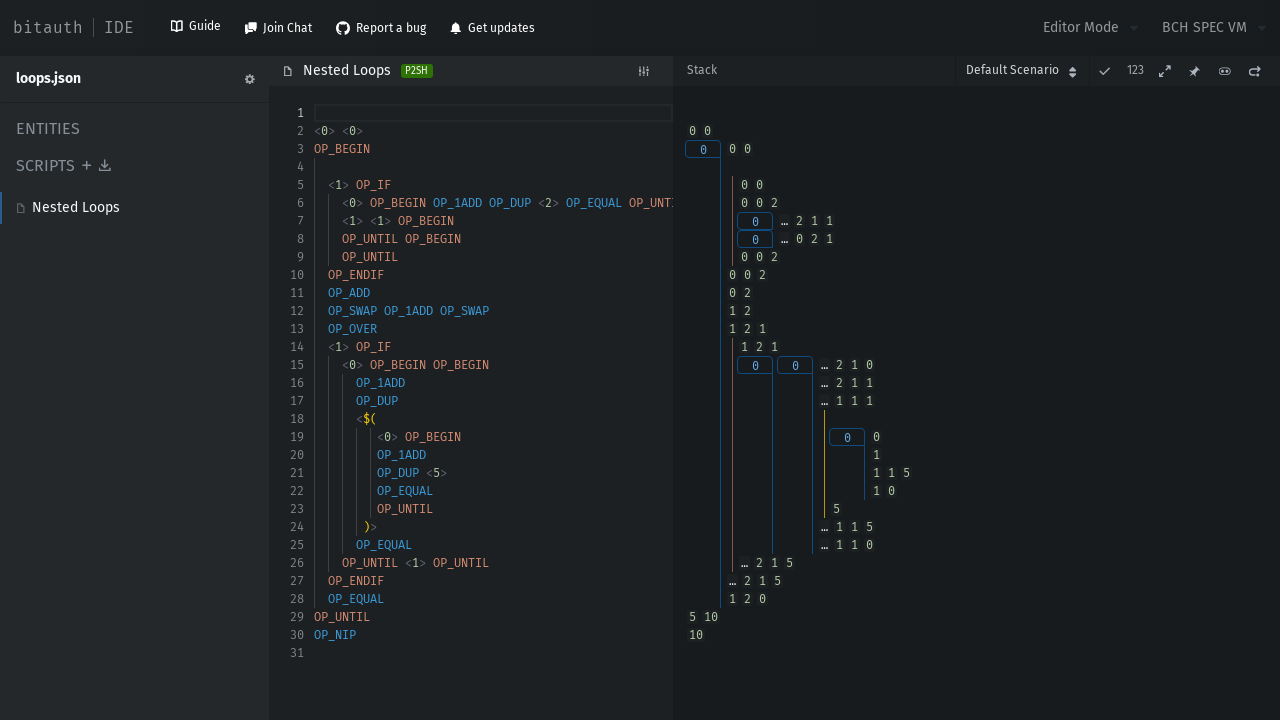 bitauth | IDE Guide Join Chat Report a bug Get updates Editor Mode BCH SPEC VM
loops.json Nested Loops P2SH Stack Default Scenario 123
ENTITIES
SCRIPTS +
Nested Loops
1
2 <0> <0> 0 0
3 OP_BEGIN 0 0 0
4
5 <1> OP_IF 0 0
6 <0> OP_BEGIN OP_1ADD OP_DUP <2> OP_EQUAL OP_UNTI 0 0 2
7 <1> <1> OP_BEGIN 0 … 2 1 1
8 OP_UNTIL OP_BEGIN 0 … 0 2 1
9 OP_UNTIL 0 0 2
10 OP_ENDIF 0 0 2
11 OP_ADD 0 2
12 OP_SWAP OP_1ADD OP_SWAP 1 2
13 OP_OVER 1 2 1
14 <1> OP_IF 1 2 1
15 <0> OP_BEGIN OP_BEGIN 0 0 … 2 1 0
16 OP_1ADD … 2 1 1
17 OP_DUP … 1 1 1
18 <$(
19 <0> OP_BEGIN 0 0
20 OP_1ADD 1
21 OP_DUP <5> 1 1 5
22 OP_EQUAL 1 0
23 OP_UNTIL 5
24 )> … 1 1 5
25 OP_EQUAL … 1 1 0
26 OP_UNTIL <1> OP_UNTIL … 2 1 5
27 OP_ENDIF … 2 1 5
28 OP_EQUAL 1 2 0
29 OP_UNTIL 5 10
30 OP_NIP 10
31